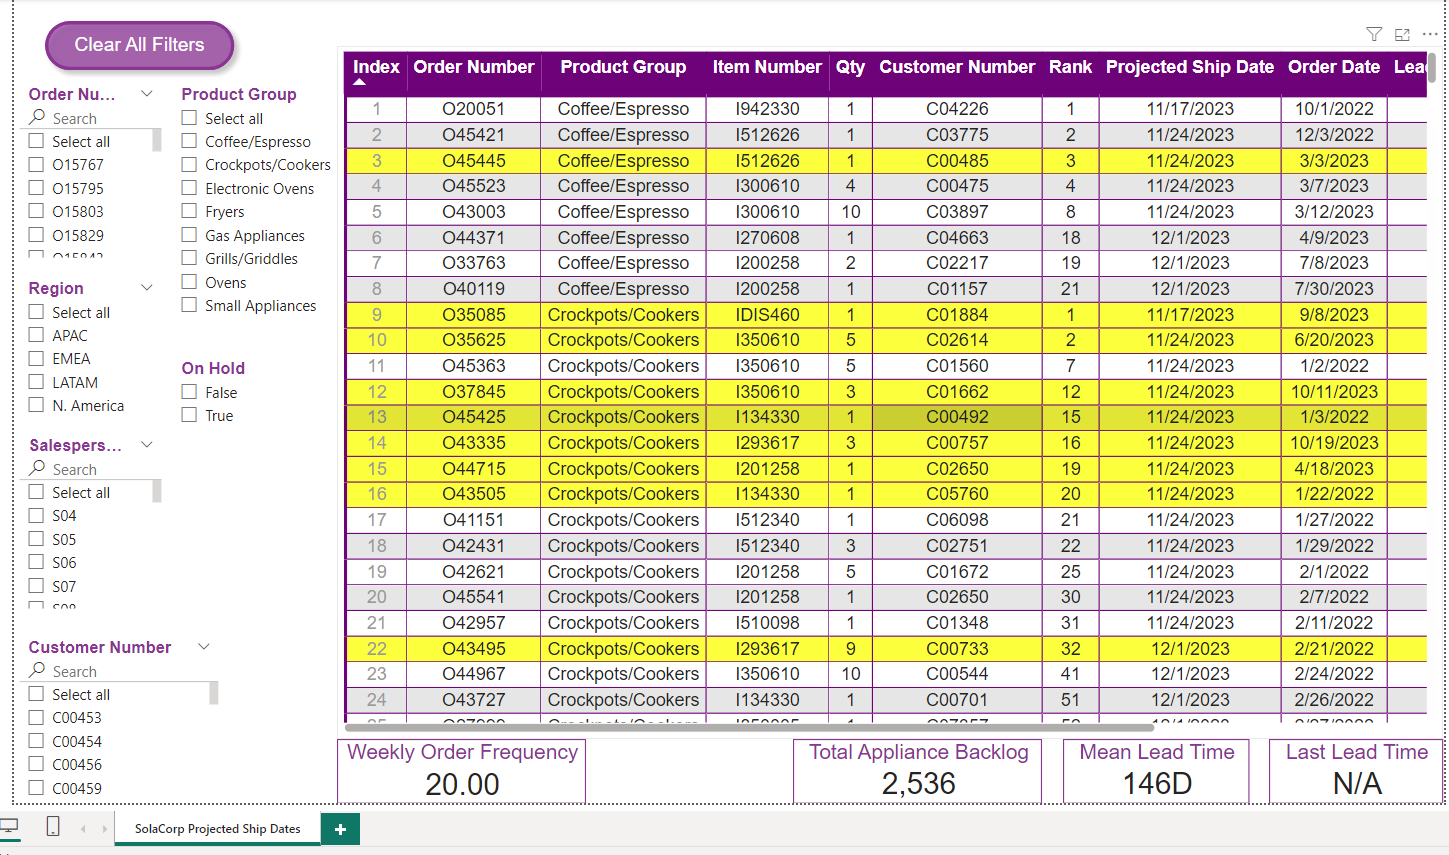 Clear All Filters
Order Nu...
Search
Select all
O15767
O15795
O15803
O15829
Region
Select all
APAC
EMEA
LATAM
N. America
Salespers...
Search
Select all
S04
S05
S06
S07
Customer Number
Search
Select all
C00453
C00454
C00456
C00459
Product Group
Select all
Coffee/Espresso
Crockpots/Cookers
Electronic Ovens
Fryers
Gas Appliances
Grills/Griddles
Ovens
Small Appliances
On Hold
False
True
Index Order Number Product Group Item Number Qty Customer Number Rank Projected Ship Date Order Date Lea
1 O20051 Coffee/Espresso I942330 1 C04226 1 11/17/2023 10/1/2022
2 O45421 Coffee/Espresso I512626 1 C03775 2 11/24/2023 12/3/2022
3 O45445 Coffee/Espresso I512626 1 C00485 3 11/24/2023 3/3/2023
4 O45523 Coffee/Espresso I300610 4 C00475 4 11/24/2023 3/7/2023
5 O43003 Coffee/Espresso I300610 10 C03897 8 11/24/2023 3/12/2023
6 O44371 Coffee/Espresso I270608 1 C04663 18 12/1/2023 4/9/2023
7 O33763 Coffee/Espresso I200258 2 C02217 19 12/1/2023 7/8/2023
8 O40119 Coffee/Espresso I200258 1 C01157 21 12/1/2023 7/30/2023
9 O35085 Crockpots/Cookers IDIS460 1 C01884 1 11/17/2023 9/8/2023
10 O35625 Crockpots/Cookers I350610 5 C02614 2 11/24/2023 6/20/2023
11 O45363 Crockpots/Cookers I350610 5 C01560 7 11/24/2023 1/2/2022
12 O37845 Crockpots/Cookers I350610 3 C01662 12 11/24/2023 10/11/2023
13 O45425 Crockpots/Cookers I134330 1 C00492 15 11/24/2023 1/3/2022
14 O43335 Crockpots/Cookers I293617 3 C00757 16 11/24/2023 10/19/2023
15 O44715 Crockpots/Cookers I201258 1 C02650 19 11/24/2023 4/18/2023
16 O43505 Crockpots/Cookers I134330 1 C05760 20 11/24/2023 1/22/2022
17 O41151 Crockpots/Cookers I512340 1 C06098 21 11/24/2023 1/27/2022
18 O42431 Crockpots/Cookers I512340 3 C02751 22 11/24/2023 1/29/2022
19 O42621 Crockpots/Cookers I201258 5 C01672 25 11/24/2023 2/1/2022
20 O45541 Crockpots/Cookers I201258 1 C02650 30 11/24/2023 2/7/2022
21 O42957 Crockpots/Cookers I510098 1 C01348 31 11/24/2023 2/11/2022
22 O43495 Crockpots/Cookers I293617 9 C00733 32 12/1/2023 2/21/2022
23 O44967 Crockpots/Cookers I350610 10 C00544 41 12/1/2023 2/24/2022
24 O43727 Crockpots/Cookers I134330 1 C00701 51 12/1/2023 2/26/2022
Weekly Order Frequency
20.00
Total Appliance Backlog
2,536
Mean Lead Time
146D
Last Lead Time
N/A
SolaCorp Projected Ship Dates
+